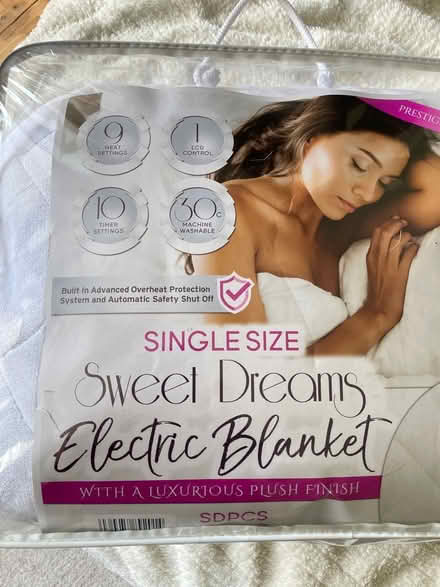 PRESTIG
9
HEAT
SETTINGS
1
LCD
CONTROL
10
TIMER
SETTINGS
30c
MACHINE
WASHABLE
Built In Advanced Overheat Protection
System and Automatic Safety Shut Off
SINGLE SIZE
Sweet Dreams
Electric Blanket
WITH A LUXURIOUS PLUSH FINISH
SDPCS